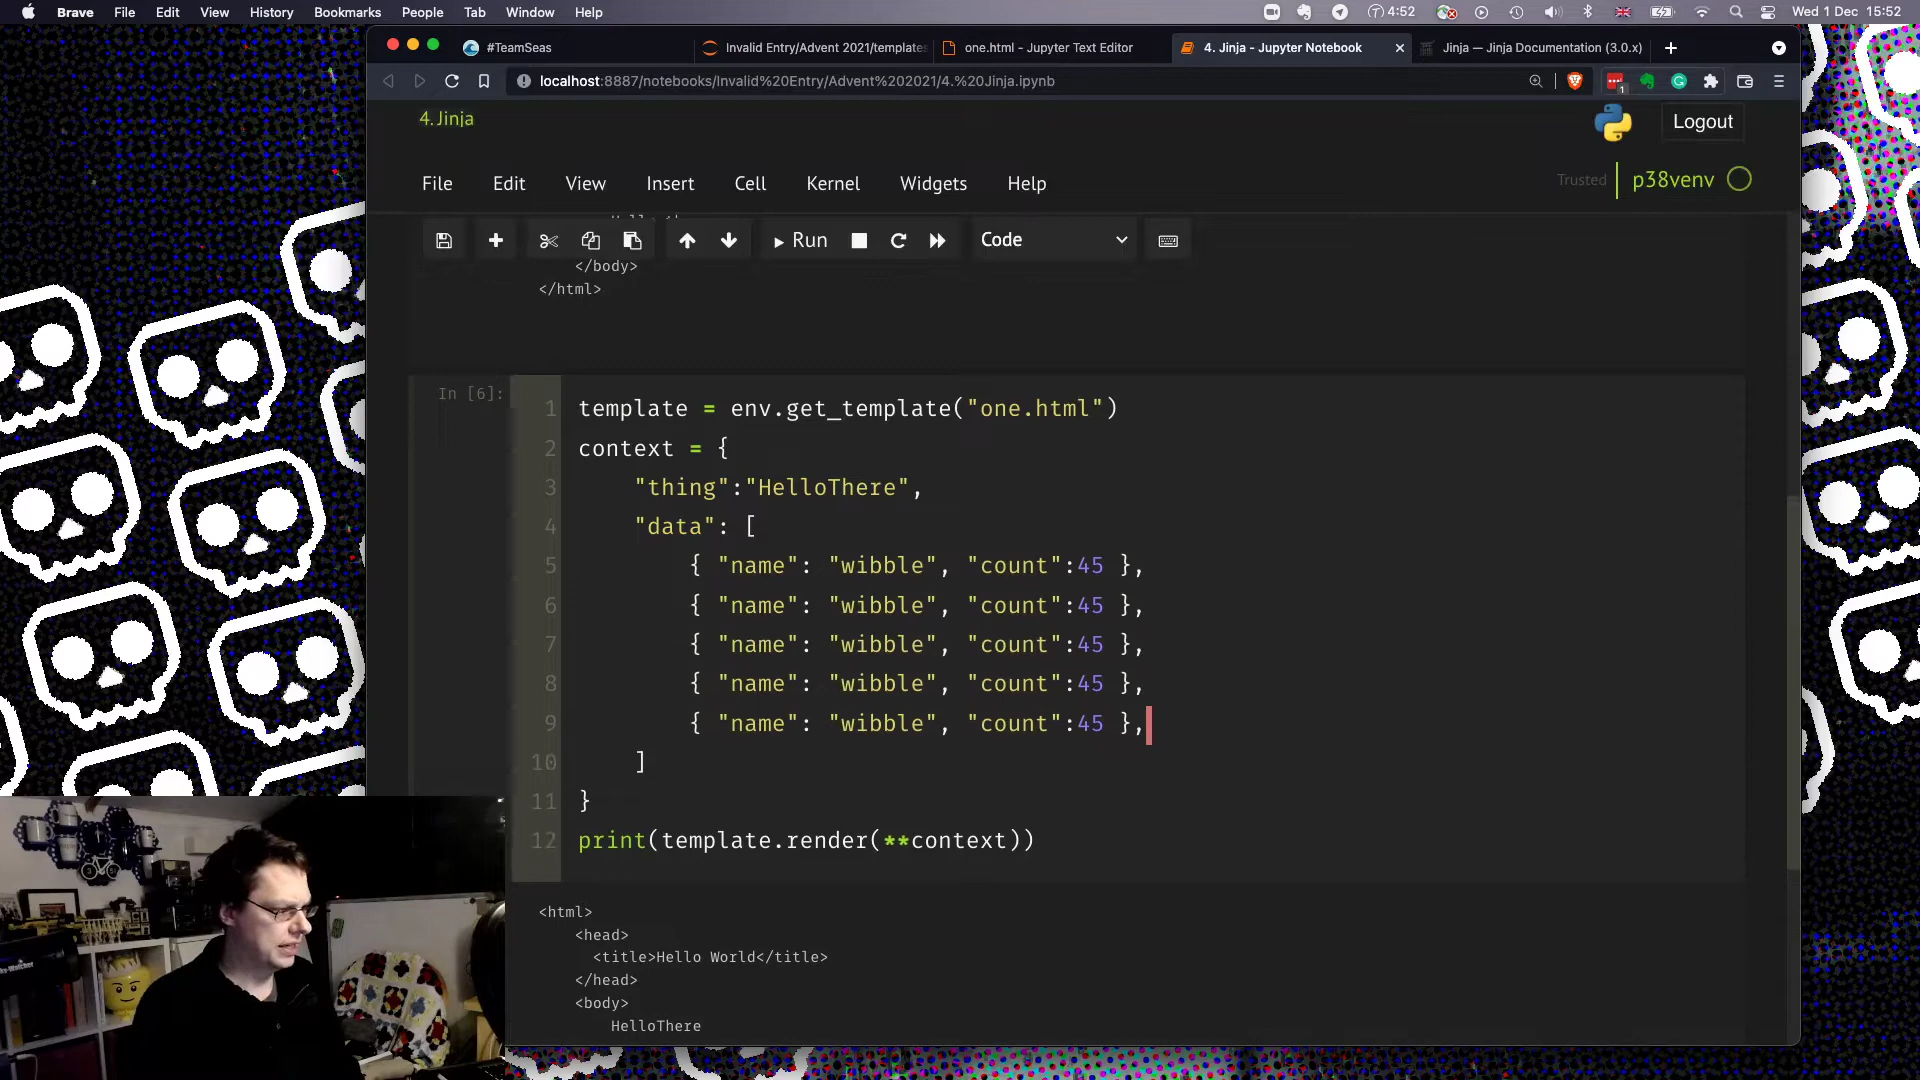 Brave File Edit View History Bookmarks People Tab Window Help 4:52 Wed 1 Dec 15:52
#TeamSeas Invalid Entry/Advent 2021/templates one.html - Jupyter Text Editor 4. Jinja - Jupyter Notebook Jinja — Jinja Documentation (3.0.x)
localhost:8887/notebooks/Invalid%20Entry/Advent%202021/4.%20Jinja.ipynb 1
4. Jinja Logout
File Edit View Insert Cell Kernel Widgets Help Trusted p38venv
Run Code
</body>
</html>
In [6]:
1 template = env.get_template("one.html")
2 context = {
3 "thing":"HelloThere",
4 "data": [
5 { "name": "wibble", "count":45 },
6 { "name": "wibble", "count":45 },
7 { "name": "wibble", "count":45 },
8 { "name": "wibble", "count":45 },
9 { "name": "wibble", "count":45 },
10 ]
11 }
12 print(template.render(**context))
<html>
<head>
<title>Hello World</title>
</head>
<body>
HelloThere